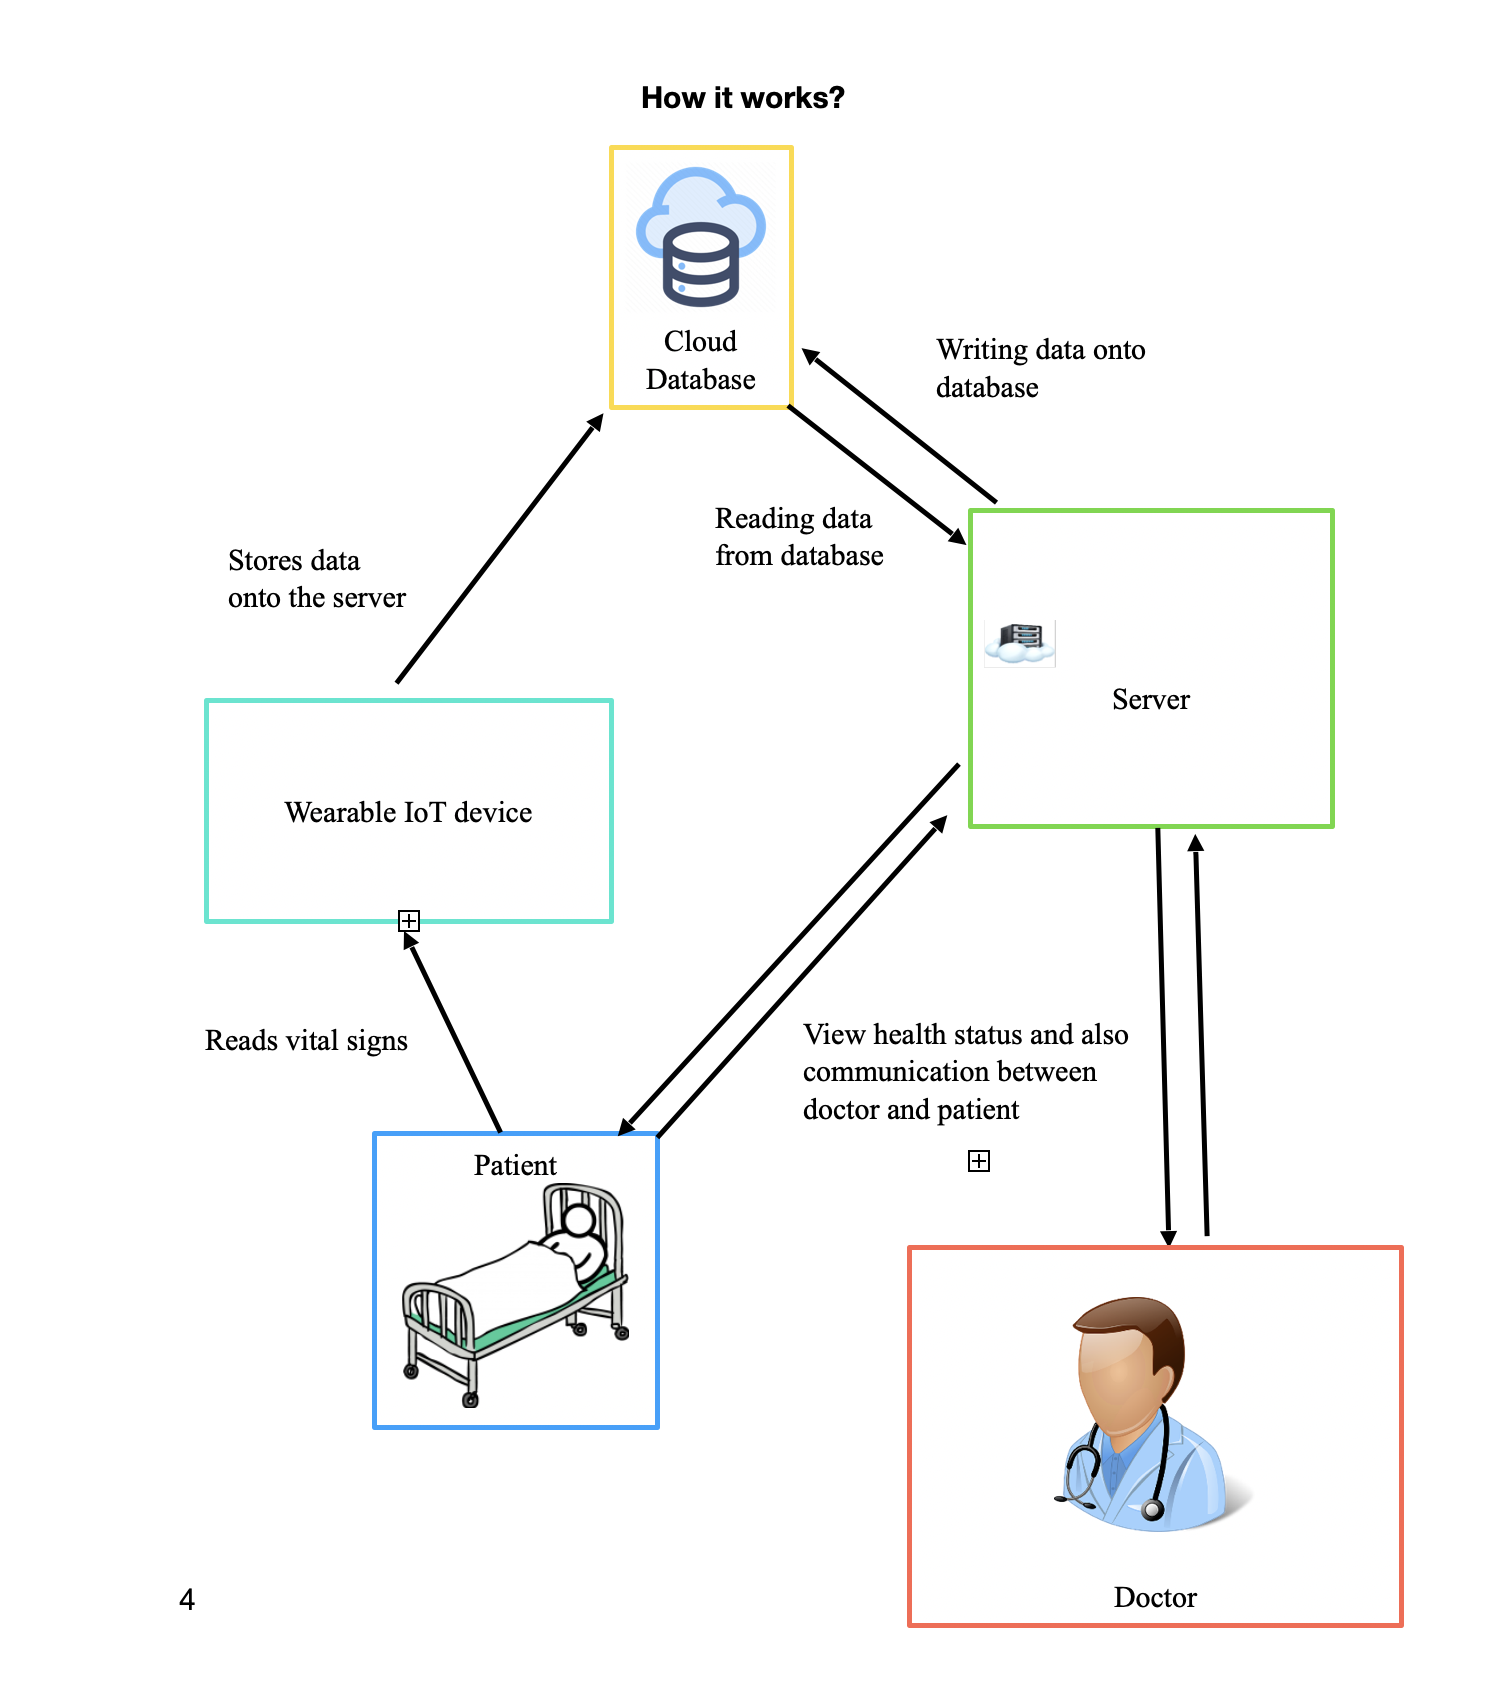 How it works?
Cloud
Database
Writing data onto
database
Reading data
from database
Stores data
onto the server
Server
Wearable IoT device
Reads vital signs
View health status and also
communication between
doctor and patient
Patient
Doctor
4